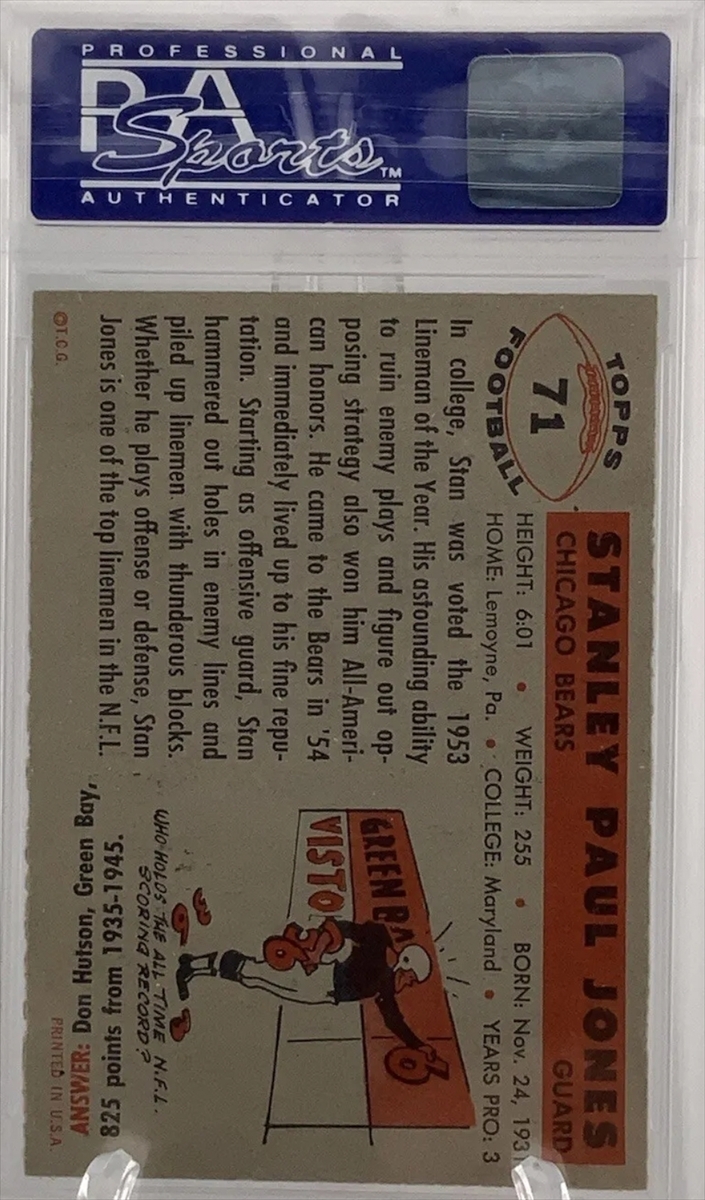 PROFESSIONAL
PSA
Sports™
AUTHENTICATOR
TOPPS
71
FOOTBALL
STANLEY PAUL JONES
CHICAGO BEARS GUARD
HEIGHT: 6:01 • WEIGHT: 255 • BORN: Nov. 24, 1931
HOME: Lemoyne, Pa. • COLLEGE: Maryland • YEARS PRO: 3
In college, Stan was voted the 1953
Lineman of the Year. His astounding ability
to ruin enemy plays and figure out op-
posing strategy also won him All-Ameri-
can honors. He came to the Bears in '54
and immediately lived up to his fine repu-
tation. Starting as offensive guard, Stan
hammered out holes in enemy lines and
piled up linemen with thunderous blocks.
Whether he plays offense or defense, Stan
Jones is one of the top linemen in the N.F.L.
©T.C.G.
GREEN BA
VISTO
WHO HOLDS THE ALL-TIME N.F.L.
SCORING RECORD?
ANSWER: Don Hutson, Green Bay,
825 points from 1935-1945.
PRINTED IN U.S.A.